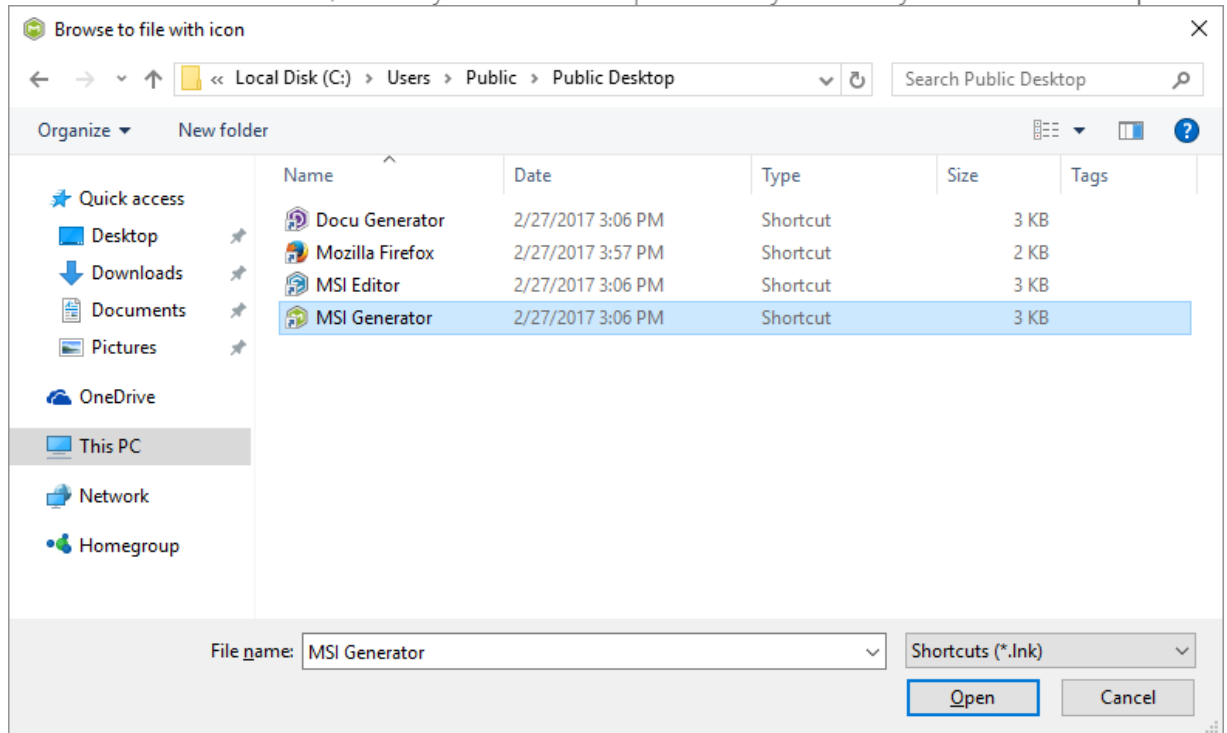 Browse to file with icon
« Local Disk (C:) > Users > Public > Public Desktop
Search Public Desktop
Organize
New folder
Name Date Type Size Tags
Quick access
Desktop
Downloads
Documents
Pictures
OneDrive
This PC
Network
Homegroup
Docu Generator 2/27/2017 3:06 PM Shortcut 3 KB
Mozilla Firefox 2/27/2017 3:57 PM Shortcut 2 KB
MSI Editor 2/27/2017 3:06 PM Shortcut 3 KB
MSI Generator 2/27/2017 3:06 PM Shortcut 3 KB
File name: MSI Generator
Shortcuts (*.lnk)
Open
Cancel